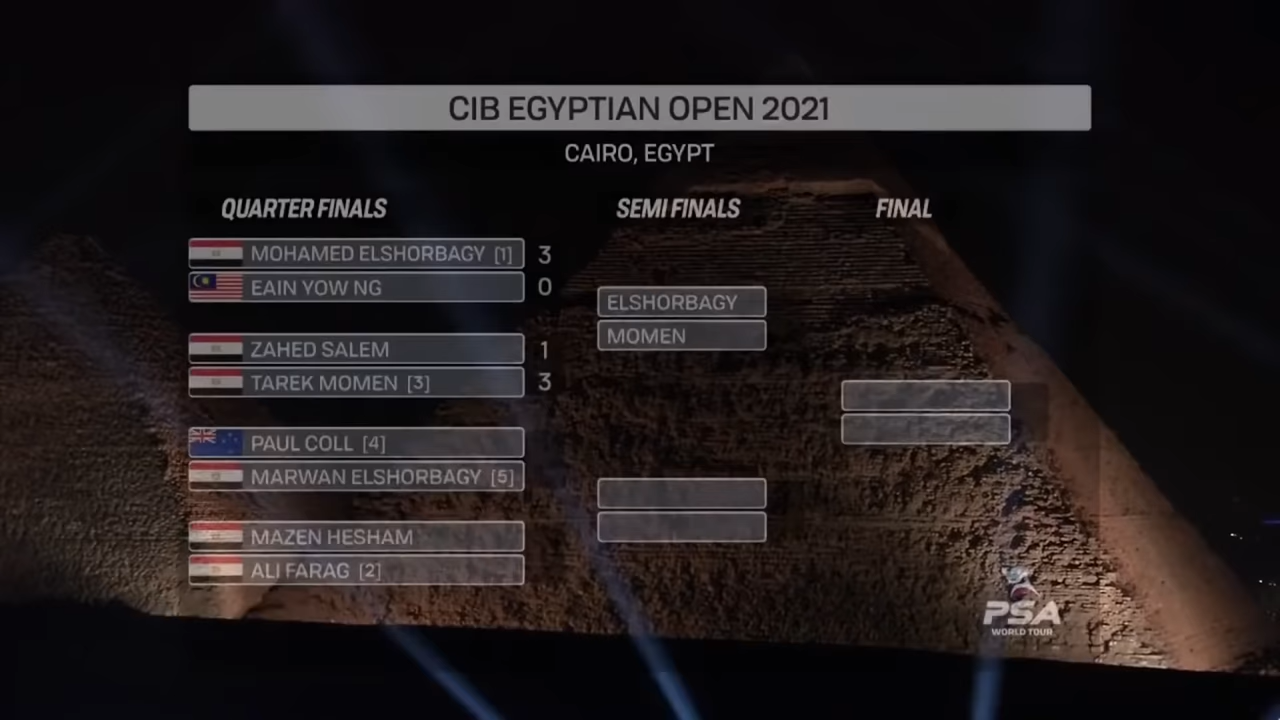 CIB EGYPTIAN OPEN 2021
CAIRO, EGYPT
QUARTER FINALS
SEMI FINALS
FINAL
MOHAMED ELSHORBAGY [1] 3
EAIN YOW NG 0
ELSHORBAGY
MOMEN
ZAHED SALEM 1
TAREK MOMEN [3] 3
PAUL COLL [4]
MARWAN ELSHORBAGY [5]
MAZEN HESHAM
ALI FARAG [2]
PSA
WORLD TOUR